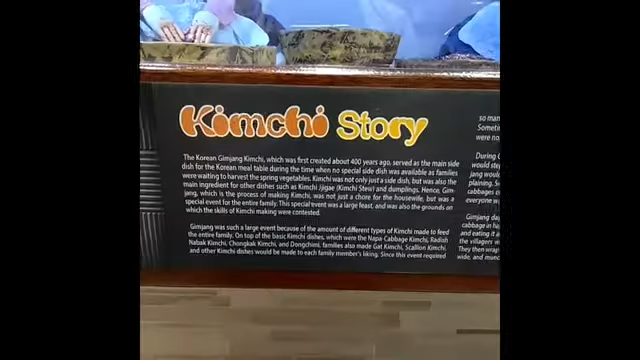 Kimchi Story
The Korean Gimjang Kimchi, which was first created about 400 years ago, served as the main side
dish for the Korean meal table during the time when no special side dish was available as families
were waiting to harvest the spring vegetables. Kimchi was not only just a side dish, but was also the
main ingredient for other dishes such as Kimchi Jjigae (Kimchi Stew) and dumplings. Hence, Gim-
jang, which is the process of making Kimchi, was not just a chore for the housewife, but was a
special event for the entire family. This special event was a large feast, and was also the grounds on
which the skills of Kimchi making were contested.
Gimjang was such a large event because of the amount of different types of Kimchi made to feed
the entire family. On top of the basic Kimchi dishes, which were the Napa Cabbage Kimchi, Radish
Nabak Kimchi, Chongkak Kimchi, and Dongchimi, families also made Gat Kimchi, Scallion Kimchi,
and other Kimchi dishes would be made to each family member's liking. Since this event required
so man
Someti
were no
During G
would ste
jang would
plaining. S
cabbages o
everyone w
Gimjang da
cabbage in ha
and eating it a
the villagers w
They then wrap
wide, and munc